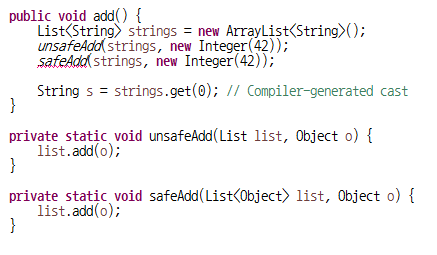 public void add() {
    List<String> strings = new ArrayList<String>();
    unsafeAdd(strings, new Integer(42));
    safeAdd(strings, new Integer(42));

    String s = strings.get(0); // Compiler-generated cast
}

private static void unsafeAdd(List list, Object o) {
    list.add(o);
}

private static void safeAdd(List<Object> list, Object o) {
    list.add(o);
}